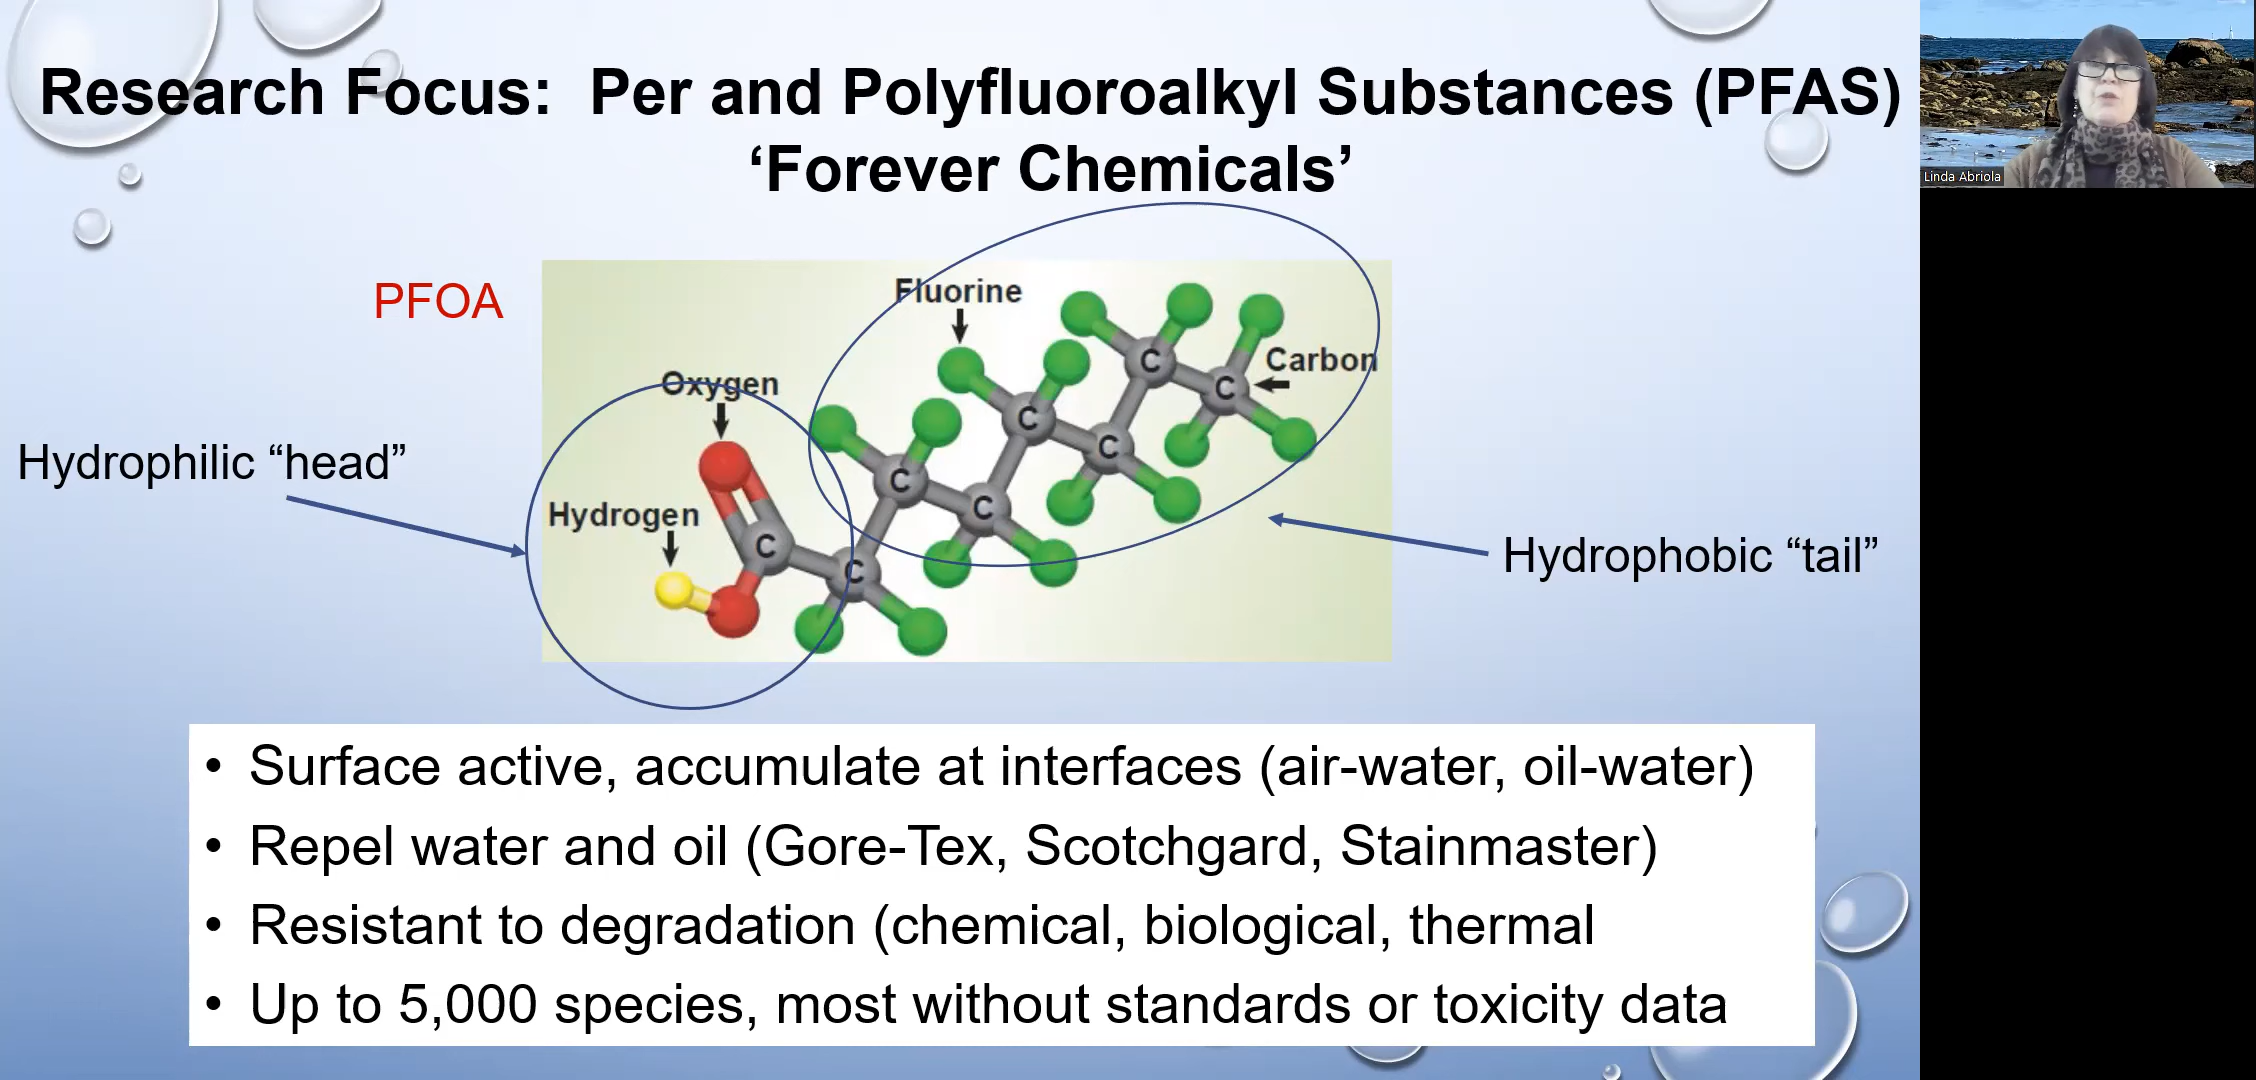 Research Focus:  Per and Polyfluoroalkyl Substances (PFAS)
‘Forever Chemicals’
Linda Abriola
PFOA
Fluorine
Carbon
Oxygen
Hydrophilic “head”
Hydrogen
Hydrophobic “tail”
C
C
C
C
C
C
C
C
• Surface active, accumulate at interfaces (air-water, oil-water)
• Repel water and oil (Gore-Tex, Scotchgard, Stainmaster)
• Resistant to degradation (chemical, biological, thermal
• Up to 5,000 species, most without standards or toxicity data